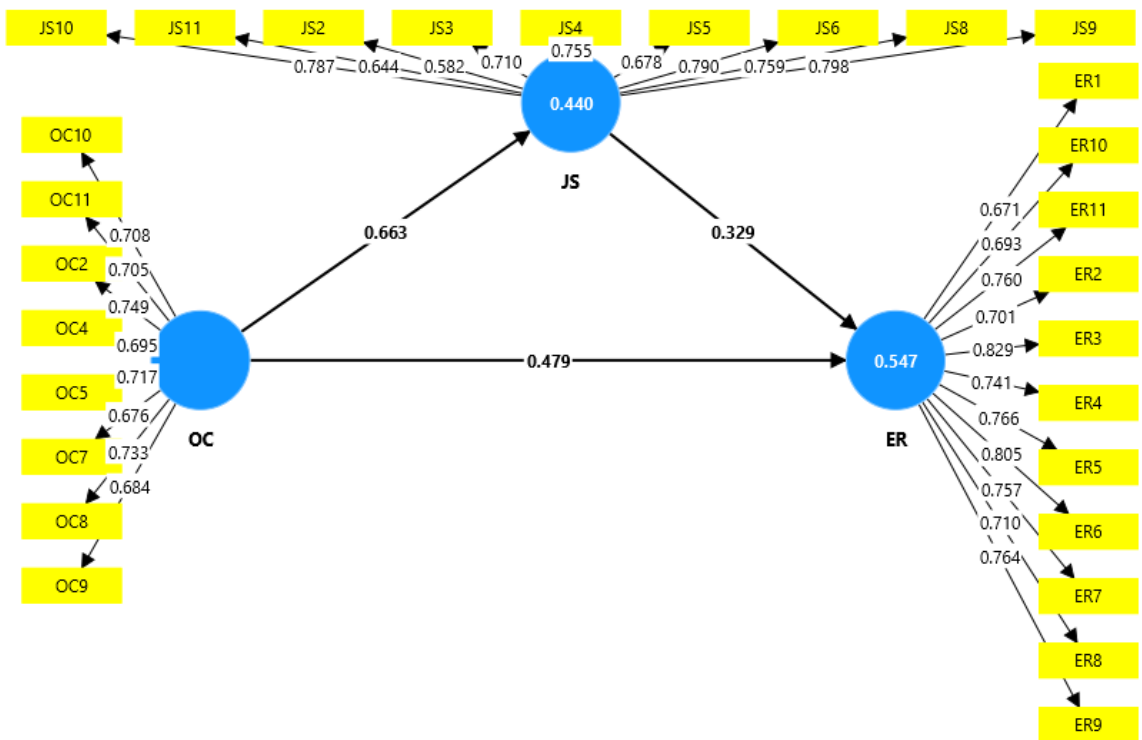 JS10 JS11 JS2 JS3 JS4 JS5 JS6 JS8 JS9
0.787 0.644 0.582 0.710 0.755 0.678 0.790 0.759 0.798
0.440
JS
OC10
OC11
OC2
OC4
OC5
OC7
OC8
OC9
0.708
0.705
0.749
0.695
0.717
0.676
0.733
0.684
OC
0.663
0.329
0.479
0.547
ER
0.671
0.693
0.760
0.701
0.829
0.741
0.766
0.805
0.757
0.710
0.764
ER1
ER10
ER11
ER2
ER3
ER4
ER5
ER6
ER7
ER8
ER9